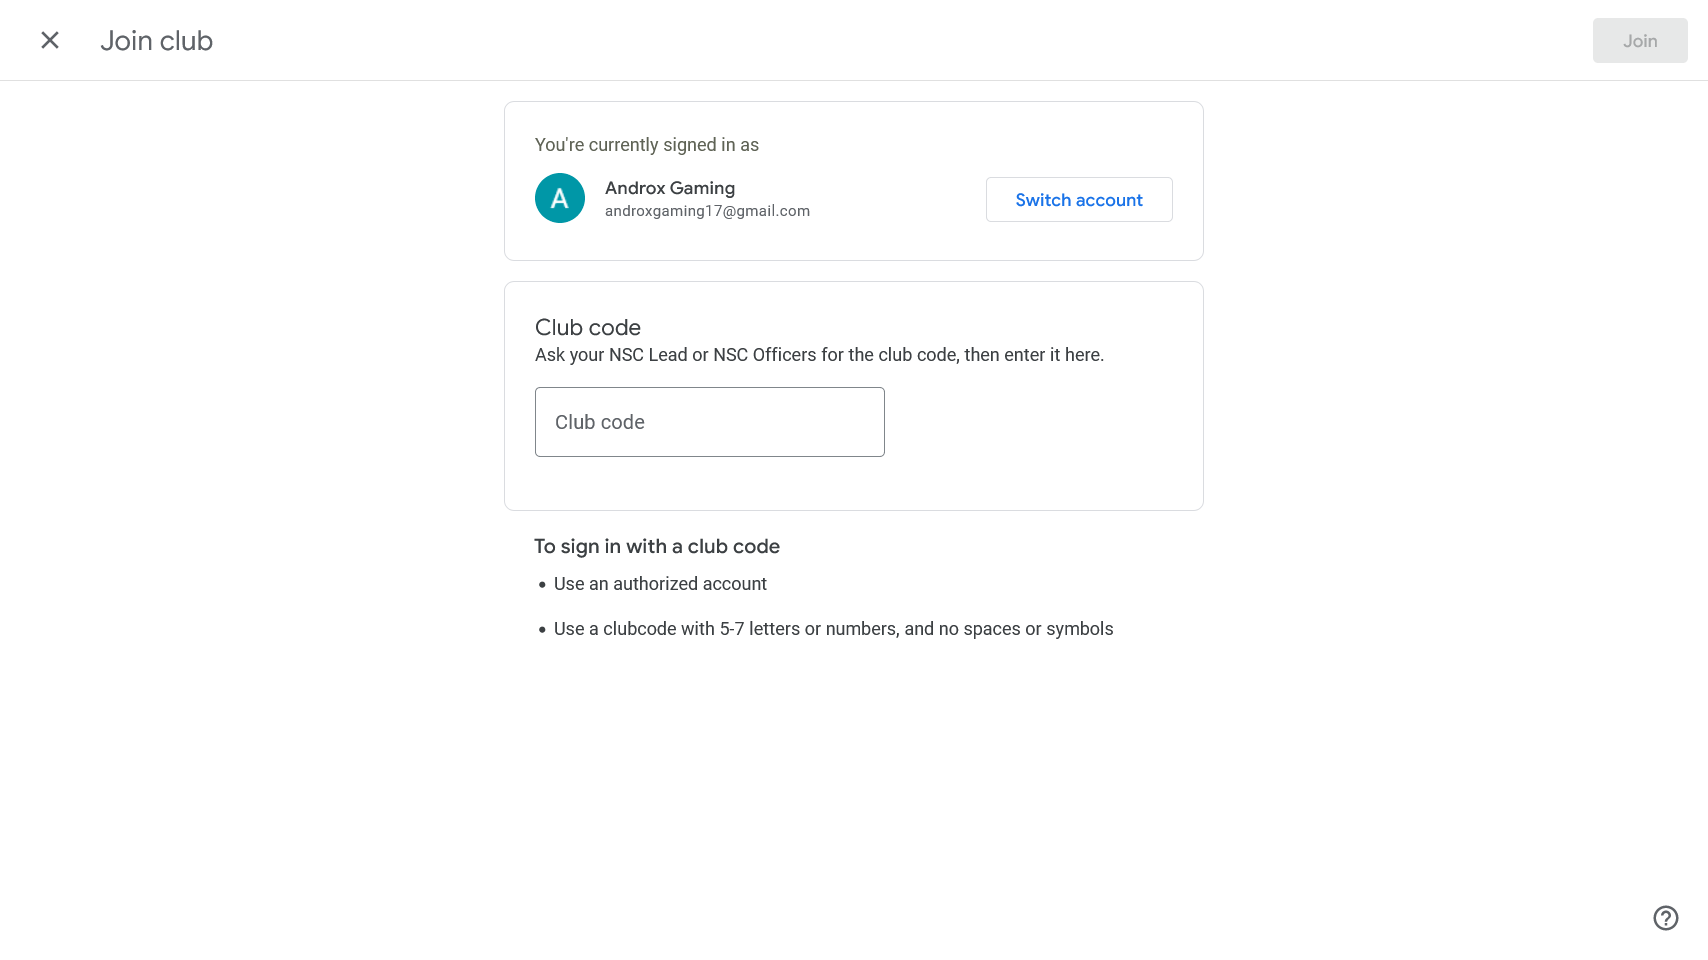 Join club
Join
You're currently signed in as
A
Androx Gaming
androxgaming17@gmail.com
Switch account
Club code
Ask your NSC Lead or NSC Officers for the club code, then enter it here.
Club code
To sign in with a club code
• Use an authorized account
• Use a clubcode with 5-7 letters or numbers, and no spaces or symbols